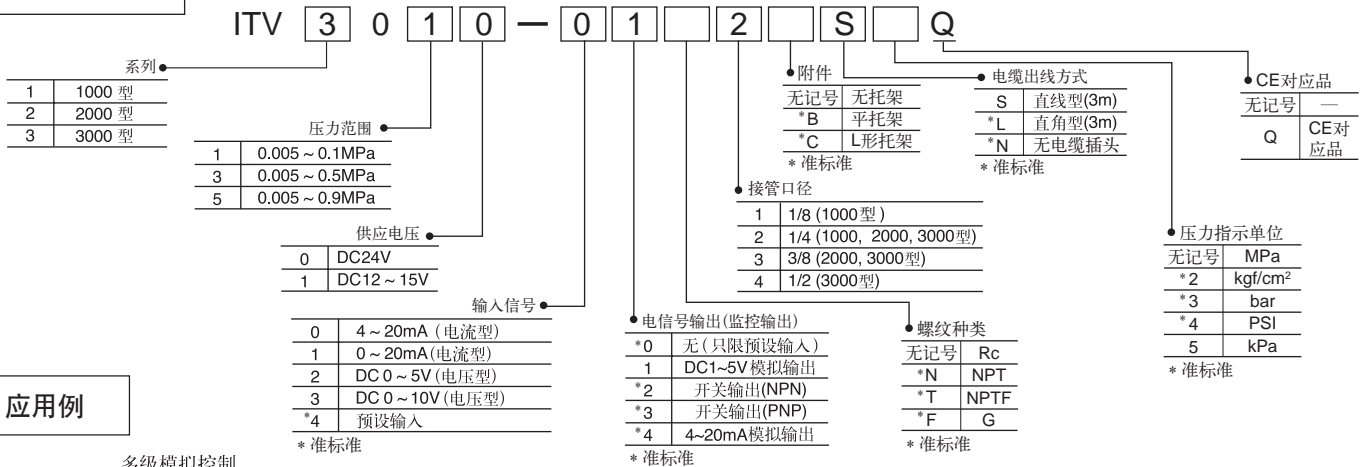 ITV 3 0 1 0 — 0 1 2 S Q
系列
1 1000 型
2 2000 型
3 3000 型
压力范围
1 0.005 ~ 0.1MPa
3 0.005 ~ 0.5MPa
5 0.005 ~ 0.9MPa
供应电压
0 DC24V
1 DC12 ~ 15V
输入信号
0 4 ~ 20mA (电流型)
1 0 ~ 20mA (电流型)
2 DC 0 ~ 5V (电压型)
3 DC 0 ~ 10V (电压型)
*4 预设输入
* 准标准
电信号输出(监控输出)
*0 无 ( 只限预设输入 )
1 DC1~5V 模拟输出
*2 开关输出(NPN)
*3 开关输出(PNP)
*4 4~20mA模拟输出
* 准标准
螺纹种类
无记号 Rc
*N NPT
*T NPTF
*F G
* 准标准
接管口径
1 1/8 (1000型 )
2 1/4 (1000, 2000, 3000型)
3 3/8 (2000, 3000型)
4 1/2 (3000型)
附件
无记号 无托架
*B 平托架
*C L形托架
* 准标准
电缆出线方式
S 直线型(3m)
*L 直角型(3m)
*N 无电缆插头
* 准标准
压力指示单位
无记号 MPa
*2 kgf/cm²
*3 bar
*4 PSI
5 kPa
* 准标准
CE对应品
无记号 —
Q CE对
应品
应用例
多级模拟控制